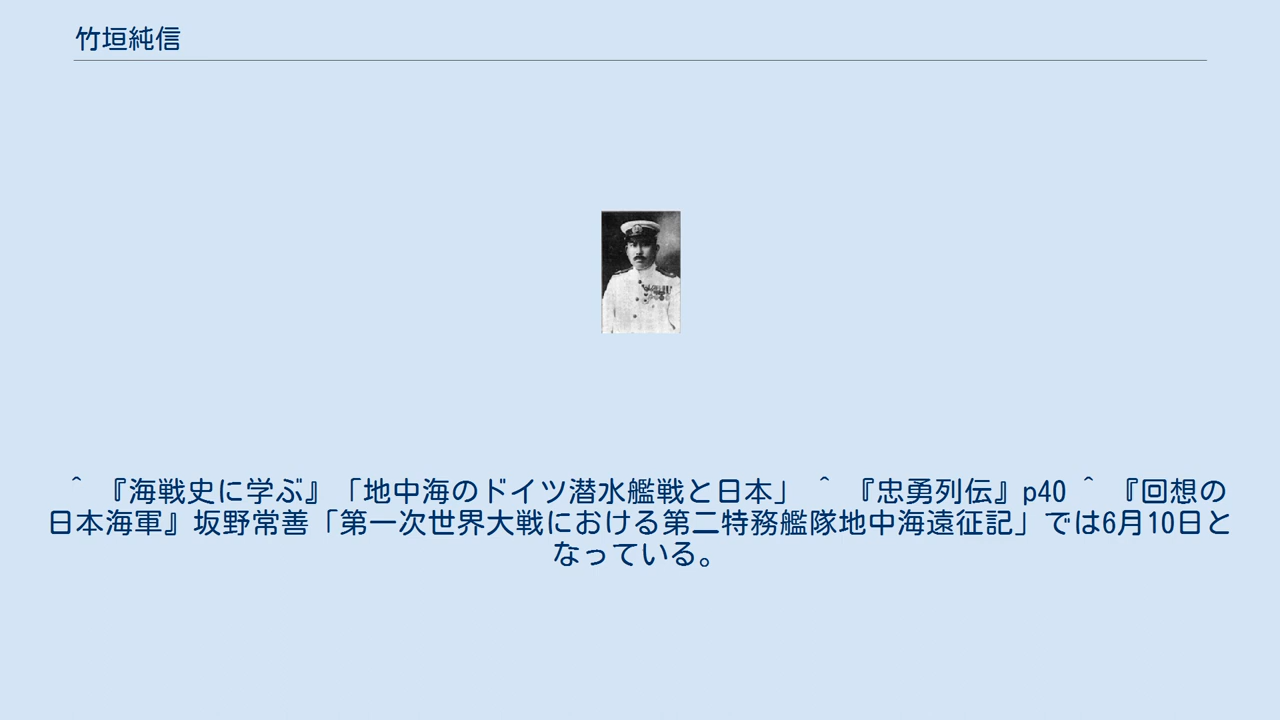 竹垣純信
^ 『海戦史に学ぶ』「地中海のドイツ潜水艦戦と日本」 ^ 『忠勇列伝』p40 ^ 『回想の
日本海軍』坂野常善「第一次世界大戦における第二特務艦隊地中海遠征記」では6月10日と
なっている。